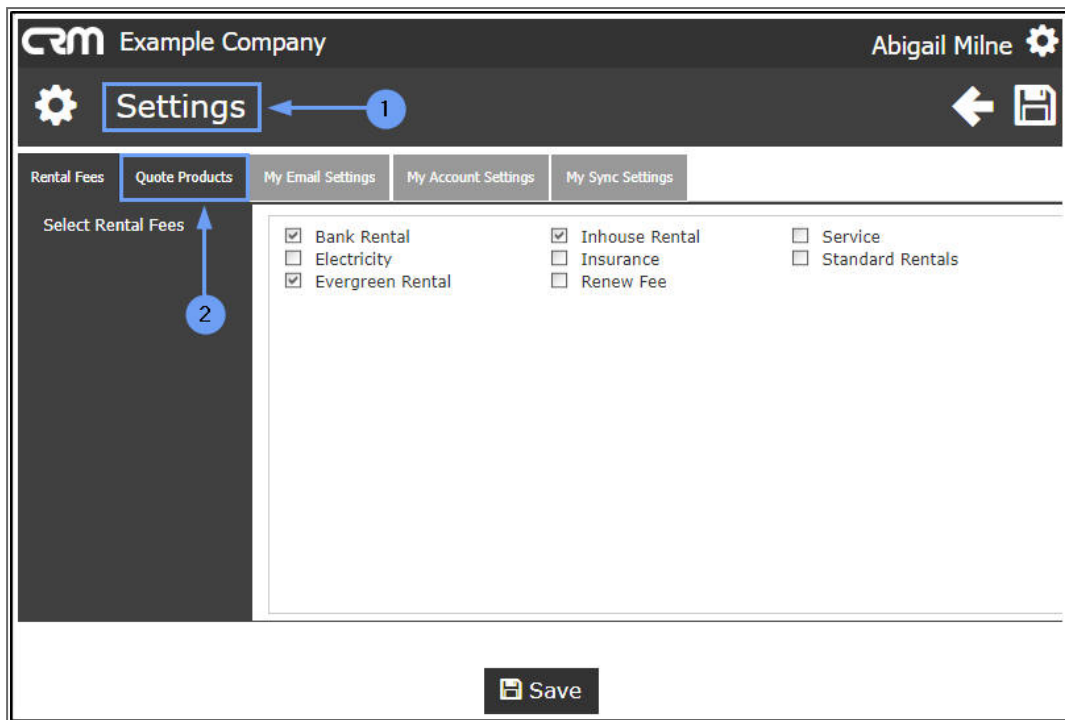 CRM Example Company Abigail Milne
Settings 1
Rental Fees Quote Products My Email Settings My Account Settings My Sync Settings
Select Rental Fees
Bank Rental Inhouse Rental Service
Electricity Insurance Standard Rentals
Evergreen Rental Renew Fee
2
Save